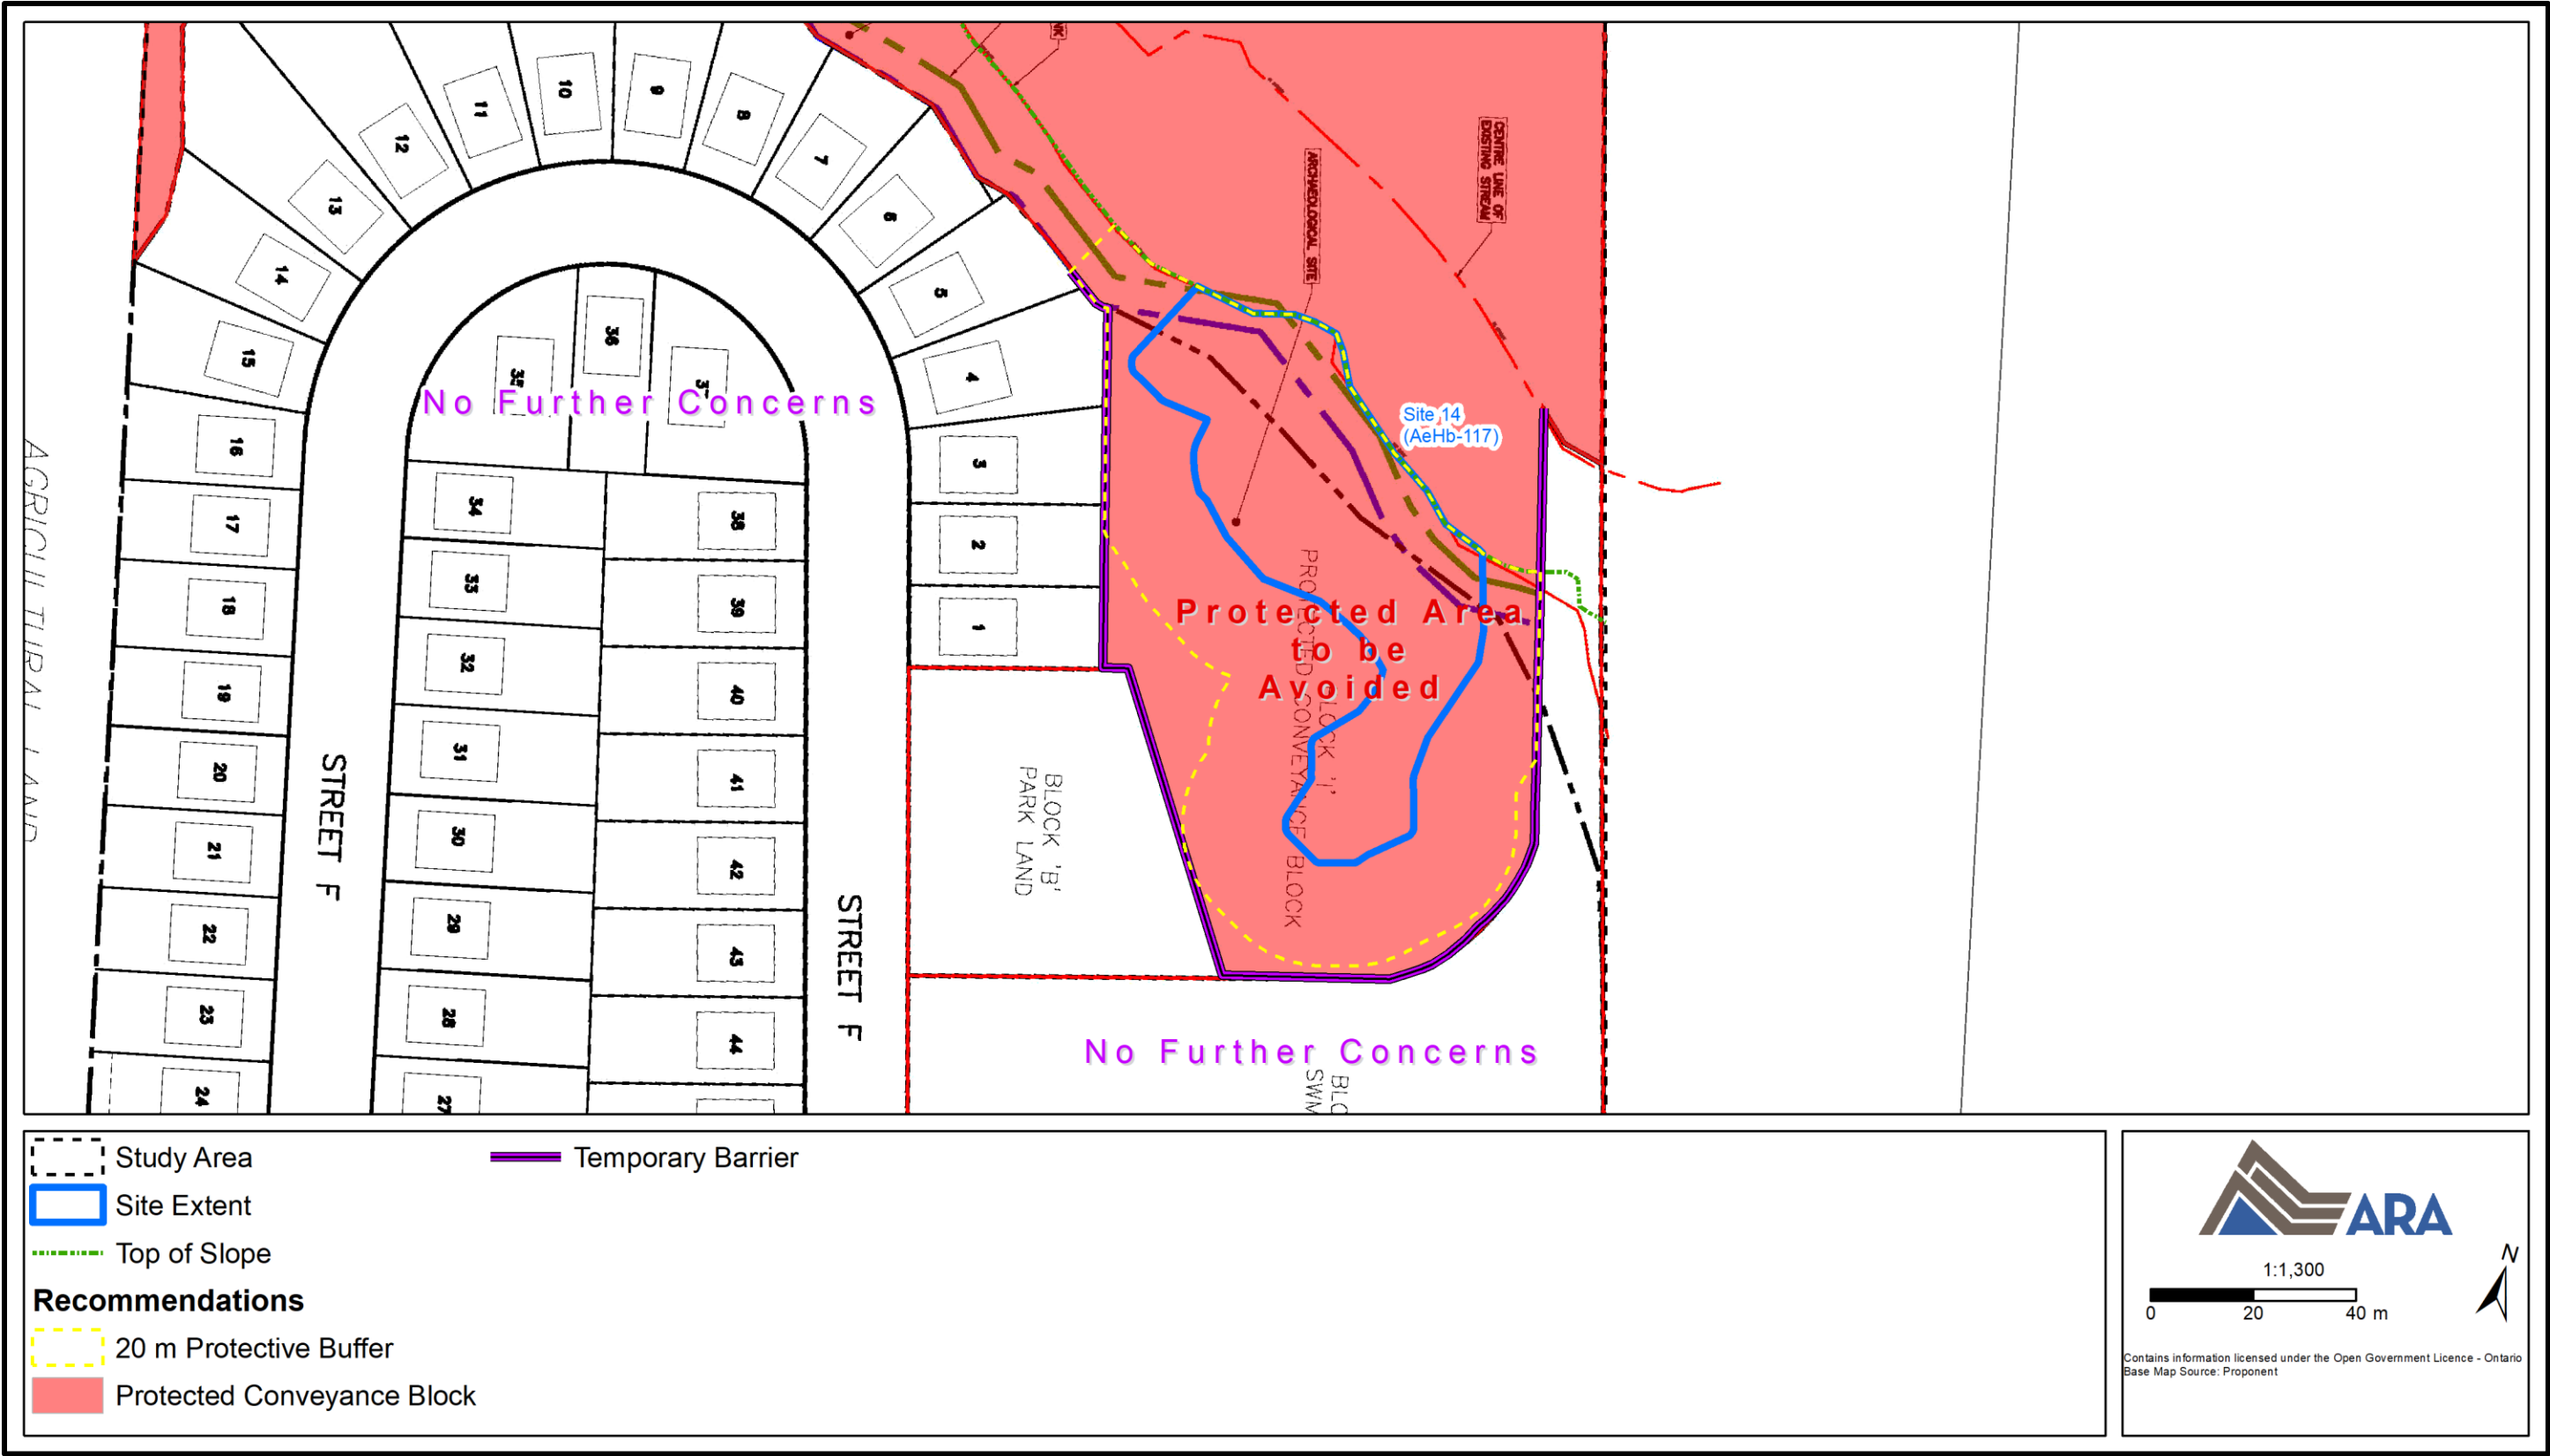 NK
CENTRE LINE OF
EXISTING STREAM
ARCHAEOLOGICAL SITE
10
9
11
8
12
7
13
6
14
5
36
15
4
35
37
No Further Concerns
Site 14
(AeHb-117)
16
3
34
38
17
2
33
39
18
1
32
40
19
31
41
20
30
42
21
29
43
22
28
44
23
27
24
AGRICULTURAL LAND
STREET F
STREET F
BLOCK 'B'
PARK LAND
BLOCK 'I'
PROTECTED CONVEYANCE BLOCK
Protected Area
to be
Avoided
No Further Concerns
BLO
SWM
Study Area
Site Extent
Top of Slope
Recommendations
20 m Protective Buffer
Protected Conveyance Block
Temporary Barrier
ARA
N
1:1,300
0 20 40 m
Contains information licensed under the Open Government Licence - Ontario
Base Map Source: Proponent